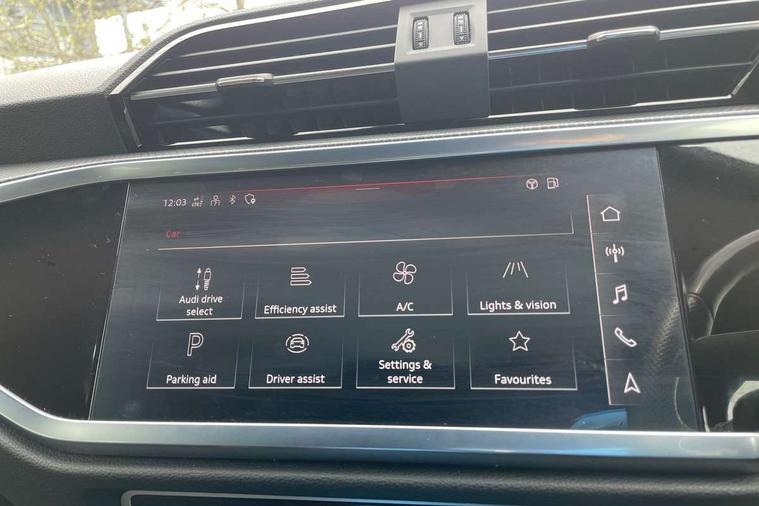 12:03
Car
Audi drive
select
Efficiency assist
A/C
Lights & vision
P
Parking aid
Driver assist
Settings &
service
Favourites